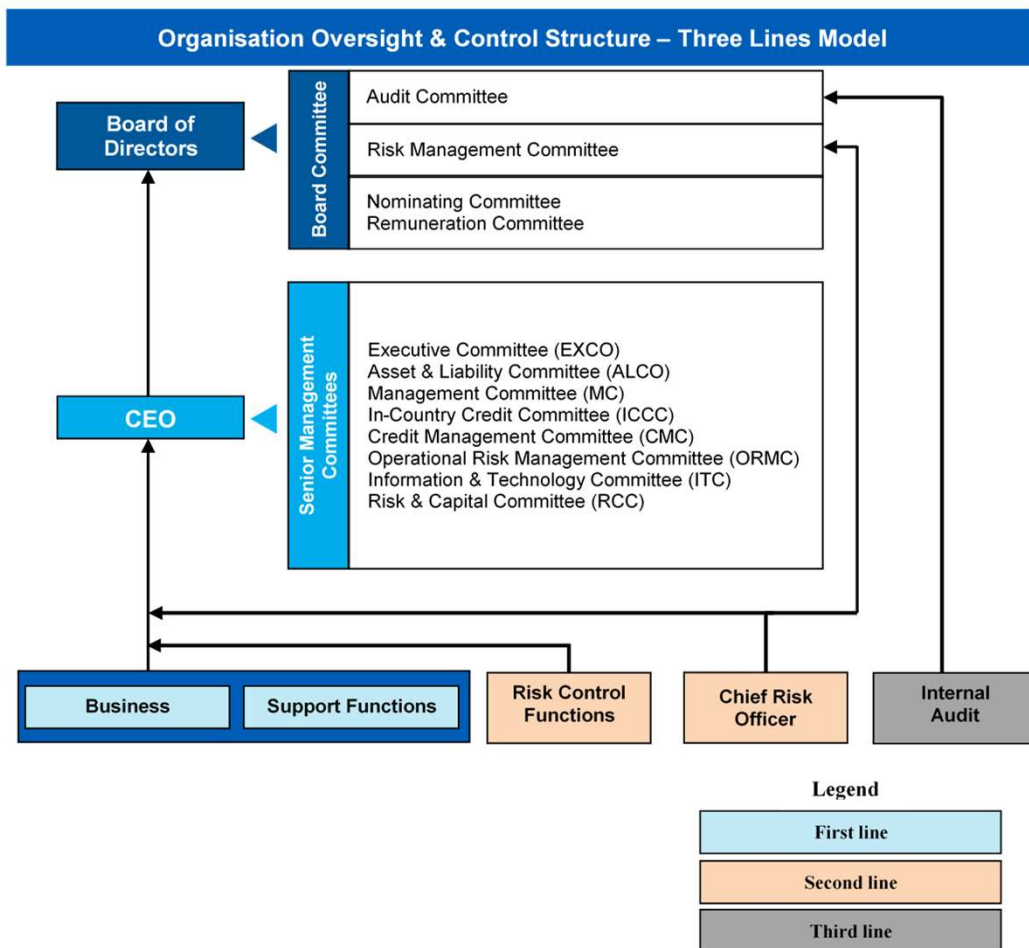 Organisation Oversight & Control Structure – Three Lines Model
Board of
Directors
Board Committee
Audit Committee
Risk Management Committee
Nominating Committee
Remuneration Committee
CEO
Senior Management
Committees
Executive Committee (EXCO)
Asset & Liability Committee (ALCO)
Management Committee (MC)
In-Country Credit Committee (ICCC)
Credit Management Committee (CMC)
Operational Risk Management Committee (ORMC)
Information & Technology Committee (ITC)
Risk & Capital Committee (RCC)
Business
Support Functions
Risk Control
Functions
Chief Risk
Officer
Internal
Audit
Legend
First line
Second line
Third line